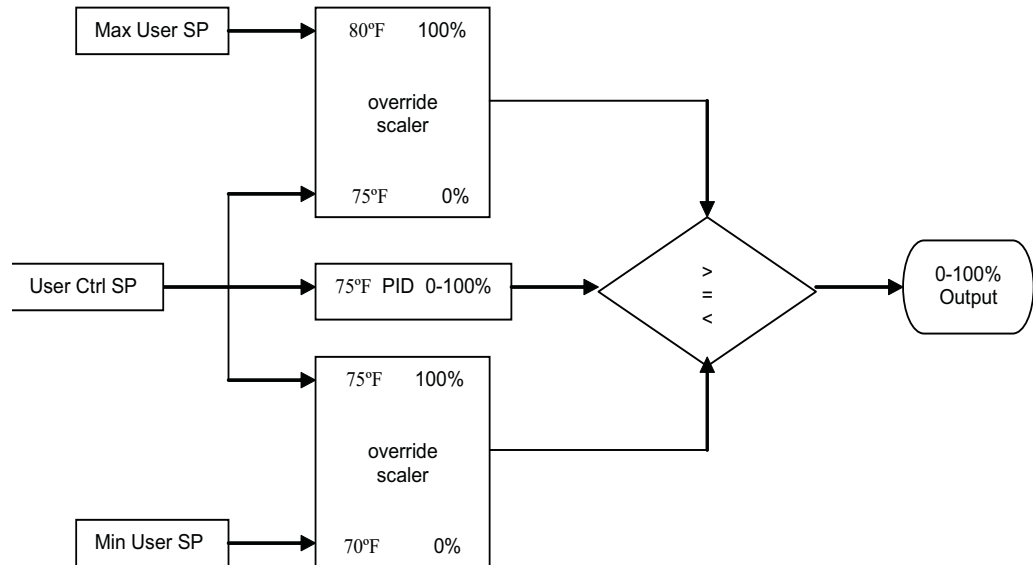 Max User SP
80ºF 100%
override
scaler
75ºF 0%
User Ctrl SP
75ºF PID 0-100%
>
=
<
0-100%
Output
75ºF 100%
override
scaler
Min User SP
70ºF 0%